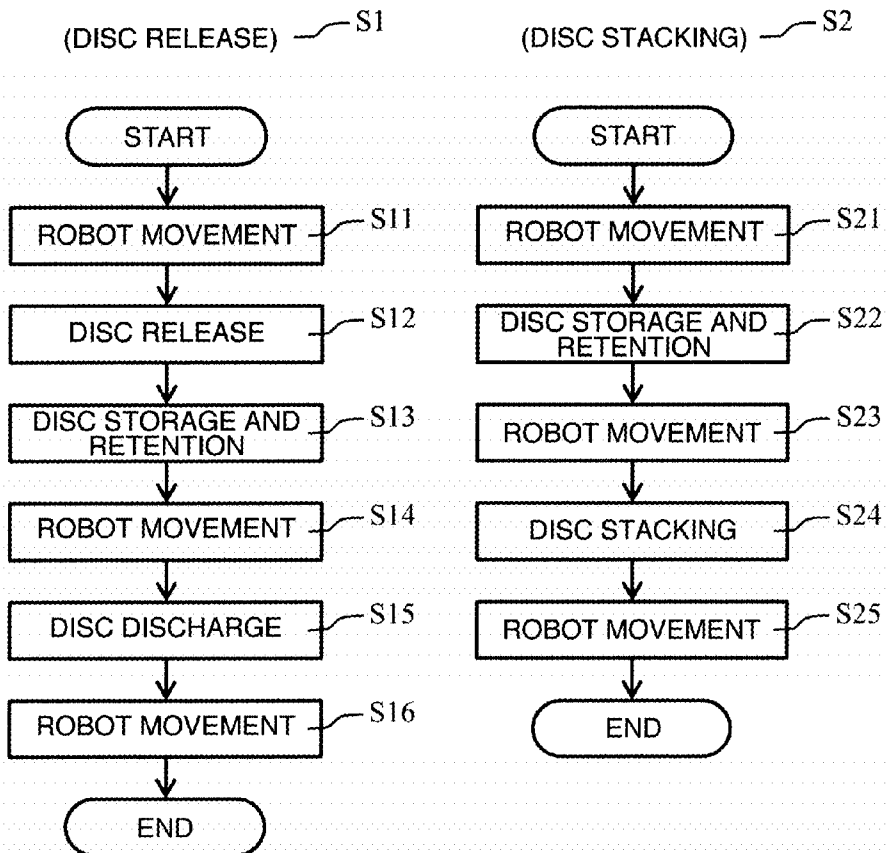 (DISC RELEASE) S1
START
ROBOT MOVEMENT S11
DISC RELEASE S12
DISC STORAGE AND
RETENTION S13
ROBOT MOVEMENT S14
DISC DISCHARGE S15
ROBOT MOVEMENT S16
END
(DISC STACKING) S2
START
ROBOT MOVEMENT S21
DISC STORAGE AND
RETENTION S22
ROBOT MOVEMENT S23
DISC STACKING S24
ROBOT MOVEMENT S25
END